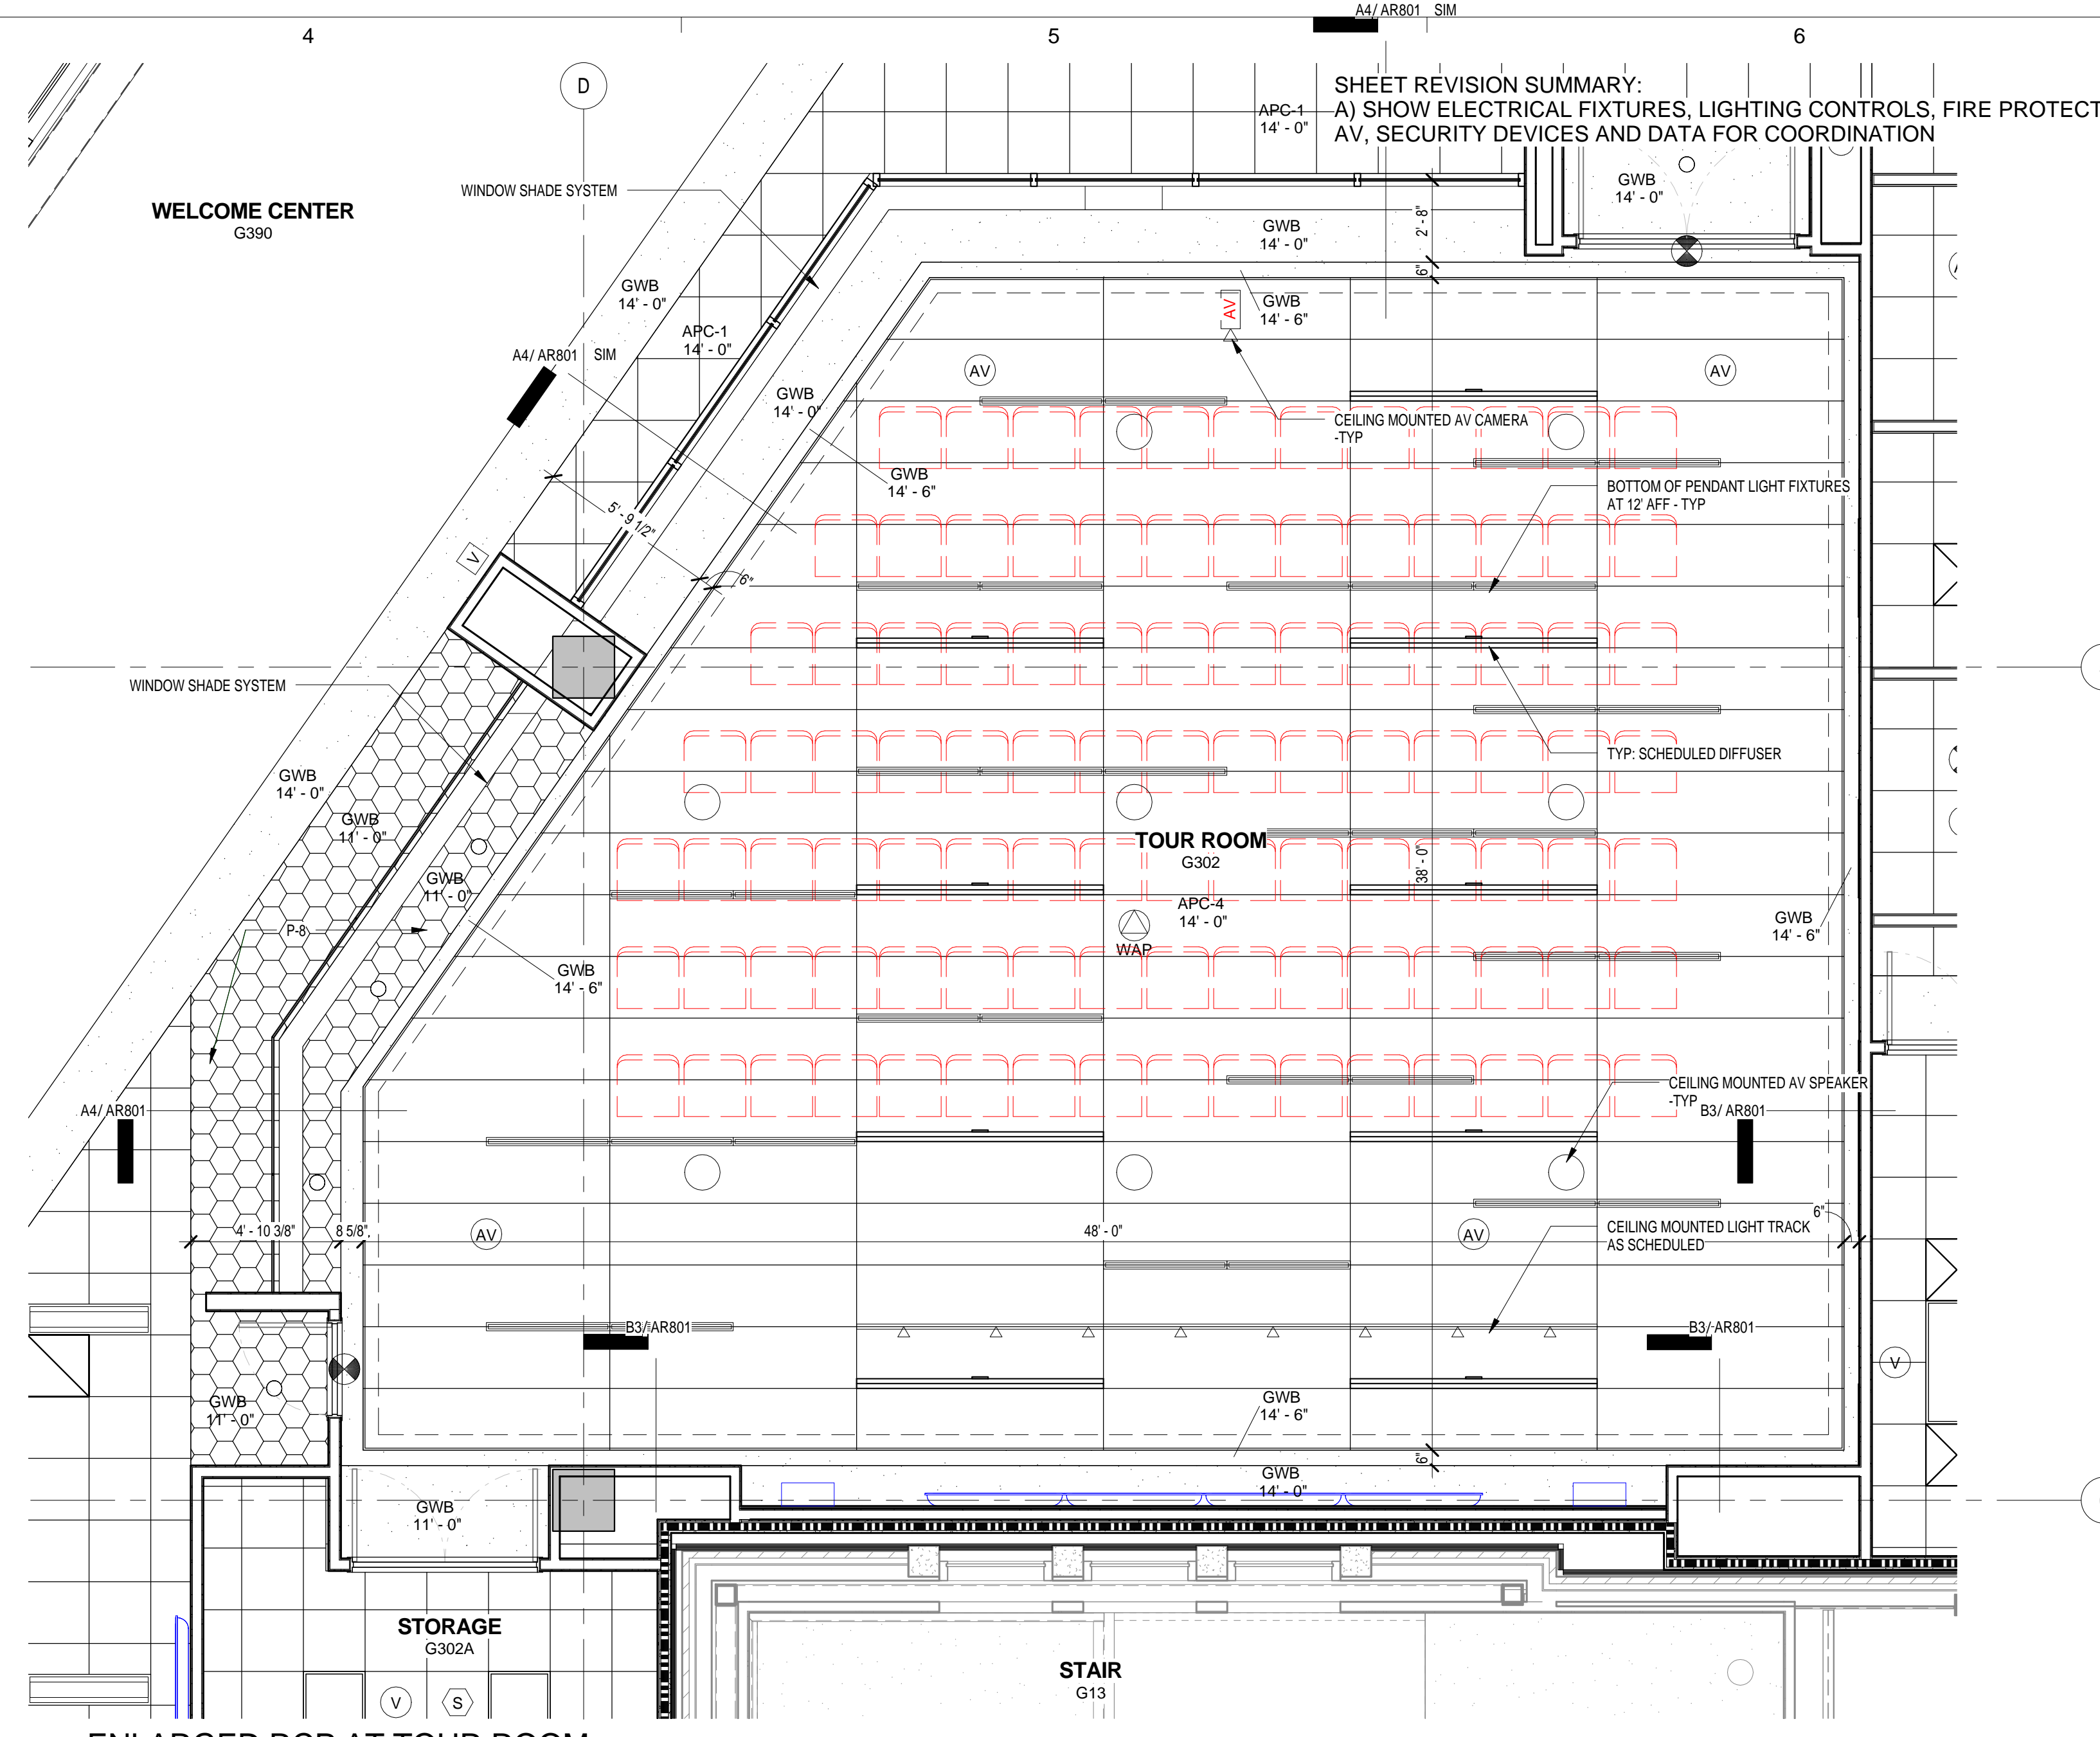 A4/ AR801 SIM
4
5
6
D
SHEET REVISION SUMMARY:
A) SHOW ELECTRICAL FIXTURES, LIGHTING CONTROLS, FIRE PROTECT
AV, SECURITY DEVICES AND DATA FOR COORDINATION
APC-1
14' - 0"
WINDOW SHADE SYSTEM
WELCOME CENTER
G390
GWB
14' - 0"
GWB
14' - 0"
2' - 8"
6"
GWB
14' - 0"
AV
GWB
14' - 6"
APC-1
14' - 0"
A4/ AR801 SIM
AV
AV
GWB
14' - 0"
CEILING MOUNTED AV CAMERA
-TYP
GWB
14' - 6"
BOTTOM OF PENDANT LIGHT FIXTURES
AT 12' AFF - TYP
5' - 9 1/2"
V
6"
WINDOW SHADE SYSTEM
TYP: SCHEDULED DIFFUSER
GWB
14' - 0"
GWB
11' - 0"
TOUR ROOM
G302
38' - 0"
GWB
11' - 0"
APC-4
14' - 0"
WAP
GWB
14' - 6"
P-8
GWB
14' - 6"
CEILING MOUNTED AV SPEAKER
-TYP
A4/ AR801
B3/ AR801
4' - 10 3/8"
8 5/8"
AV
48' - 0"
AV
CEILING MOUNTED LIGHT TRACK
AS SCHEDULED
6"
B3/ AR801
B3/ AR801
V
GWB
11' - 0"
GWB
14' - 6"
6"
GWB
14' - 0"
GWB
11' - 0"
STORAGE
G302A
V
S
STAIR
G13
ENLARGED RCP AT TOUR ROOM